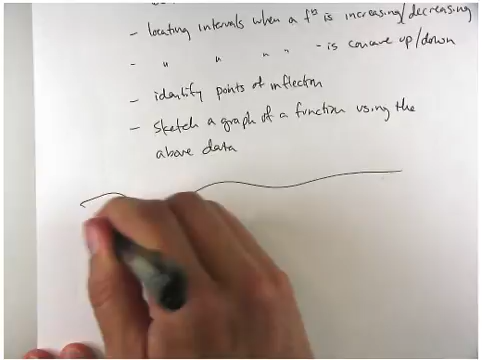 - locating intervals when a fⁿ is increasing/decreasing
- " " " " - is concave up/down
- identify points of inflection
- Sketch a graph of a function using the
above data